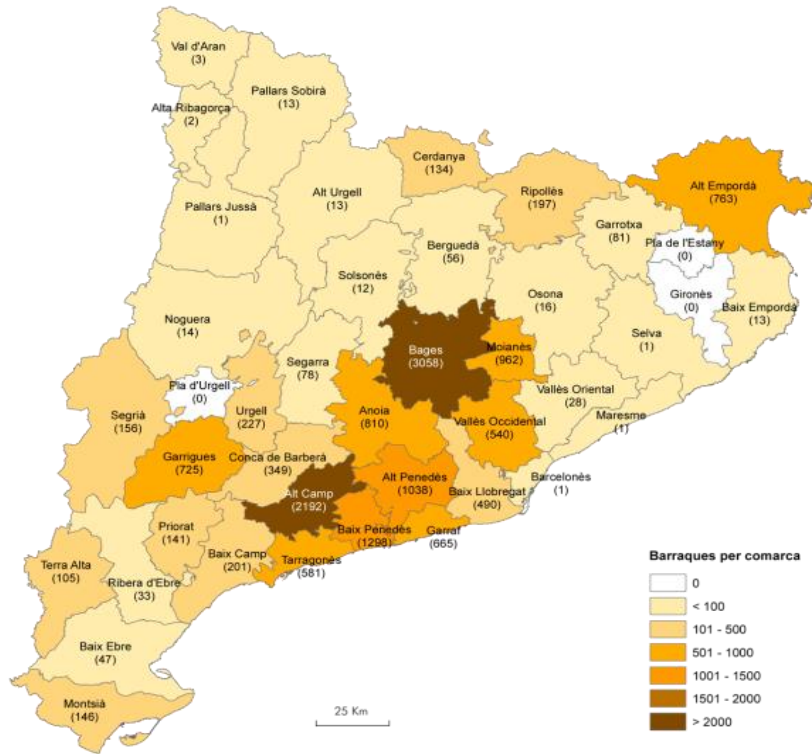 Val d'Aran
(3)
Pallars Sobirà
(13)
Alta Ribagorça
(2)
Cerdanya
(134)
Ripollès
(197)
Alt Empordà
(763)
Alt Urgell
(13)
Pallars Jussà
(1)
Garrotxa
(81)
Pla de l'Estany
(0)
Berguedà
(56)
Solsonès
(12)
Osona
(16)
Gironès
(0)
Baix Empordà
(13)
Noguera
(14)
Selva
(1)
Bages
(3058)
Moianès
(962)
Segarra
(78)
Pla d'Urgell
(0)
Vallès Oriental
(28)
Segrià
(156)
Urgell
(227)
Anoia
(810)
Vallès Occidental
(540)
Maresme
(1)
Garrigues
(725)
Conca de Barberà
(349)
Alt Penedès
(1038)
Barcelonès
(1)
Baix Llobregat
(490)
Alt Camp
(2192)
Priorat
(141)
Baix Penedès
(1298)
Garraf
(665)
Baix Camp
(201)
Tarragonès
(581)
Terra Alta
(105)
Ribera d'Ebre
(33)
Baix Ebre
(47)
Montsià
(146)
25 Km
Barraques per comarca
0
< 100
101 - 500
501 - 1000
1001 - 1500
1501 - 2000
> 2000